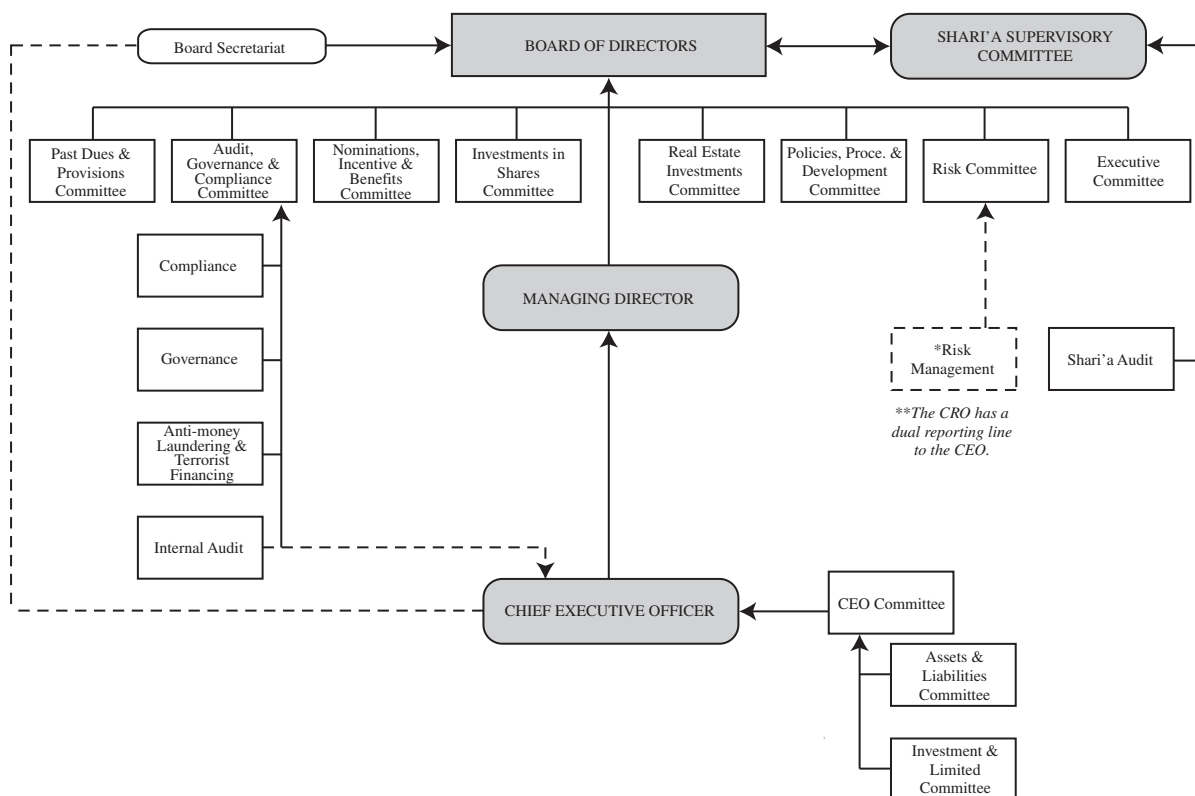 Board Secretariat
BOARD OF DIRECTORS
SHARI'A SUPERVISORY
COMMITTEE
Past Dues &
Provisions
Committee
Audit,
Governance &
Compliance
Committee
Nominations,
Incentive &
Benefits
Committee
Investments in
Shares
Committee
Real Estate
Investments
Committee
Policies, Proce. &
Development
Committee
Risk Committee
Executive
Committee
Compliance
MANAGING DIRECTOR
Governance
*Risk
Management
Shari'a Audit
**The CRO has a
dual reporting line
to the CEO.
Anti-money
Laundering &
Terrorist
Financing
Internal Audit
CHIEF EXECUTIVE OFFICER
CEO Committee
Assets &
Liabilities
Committee
Investment &
Limited
Committee